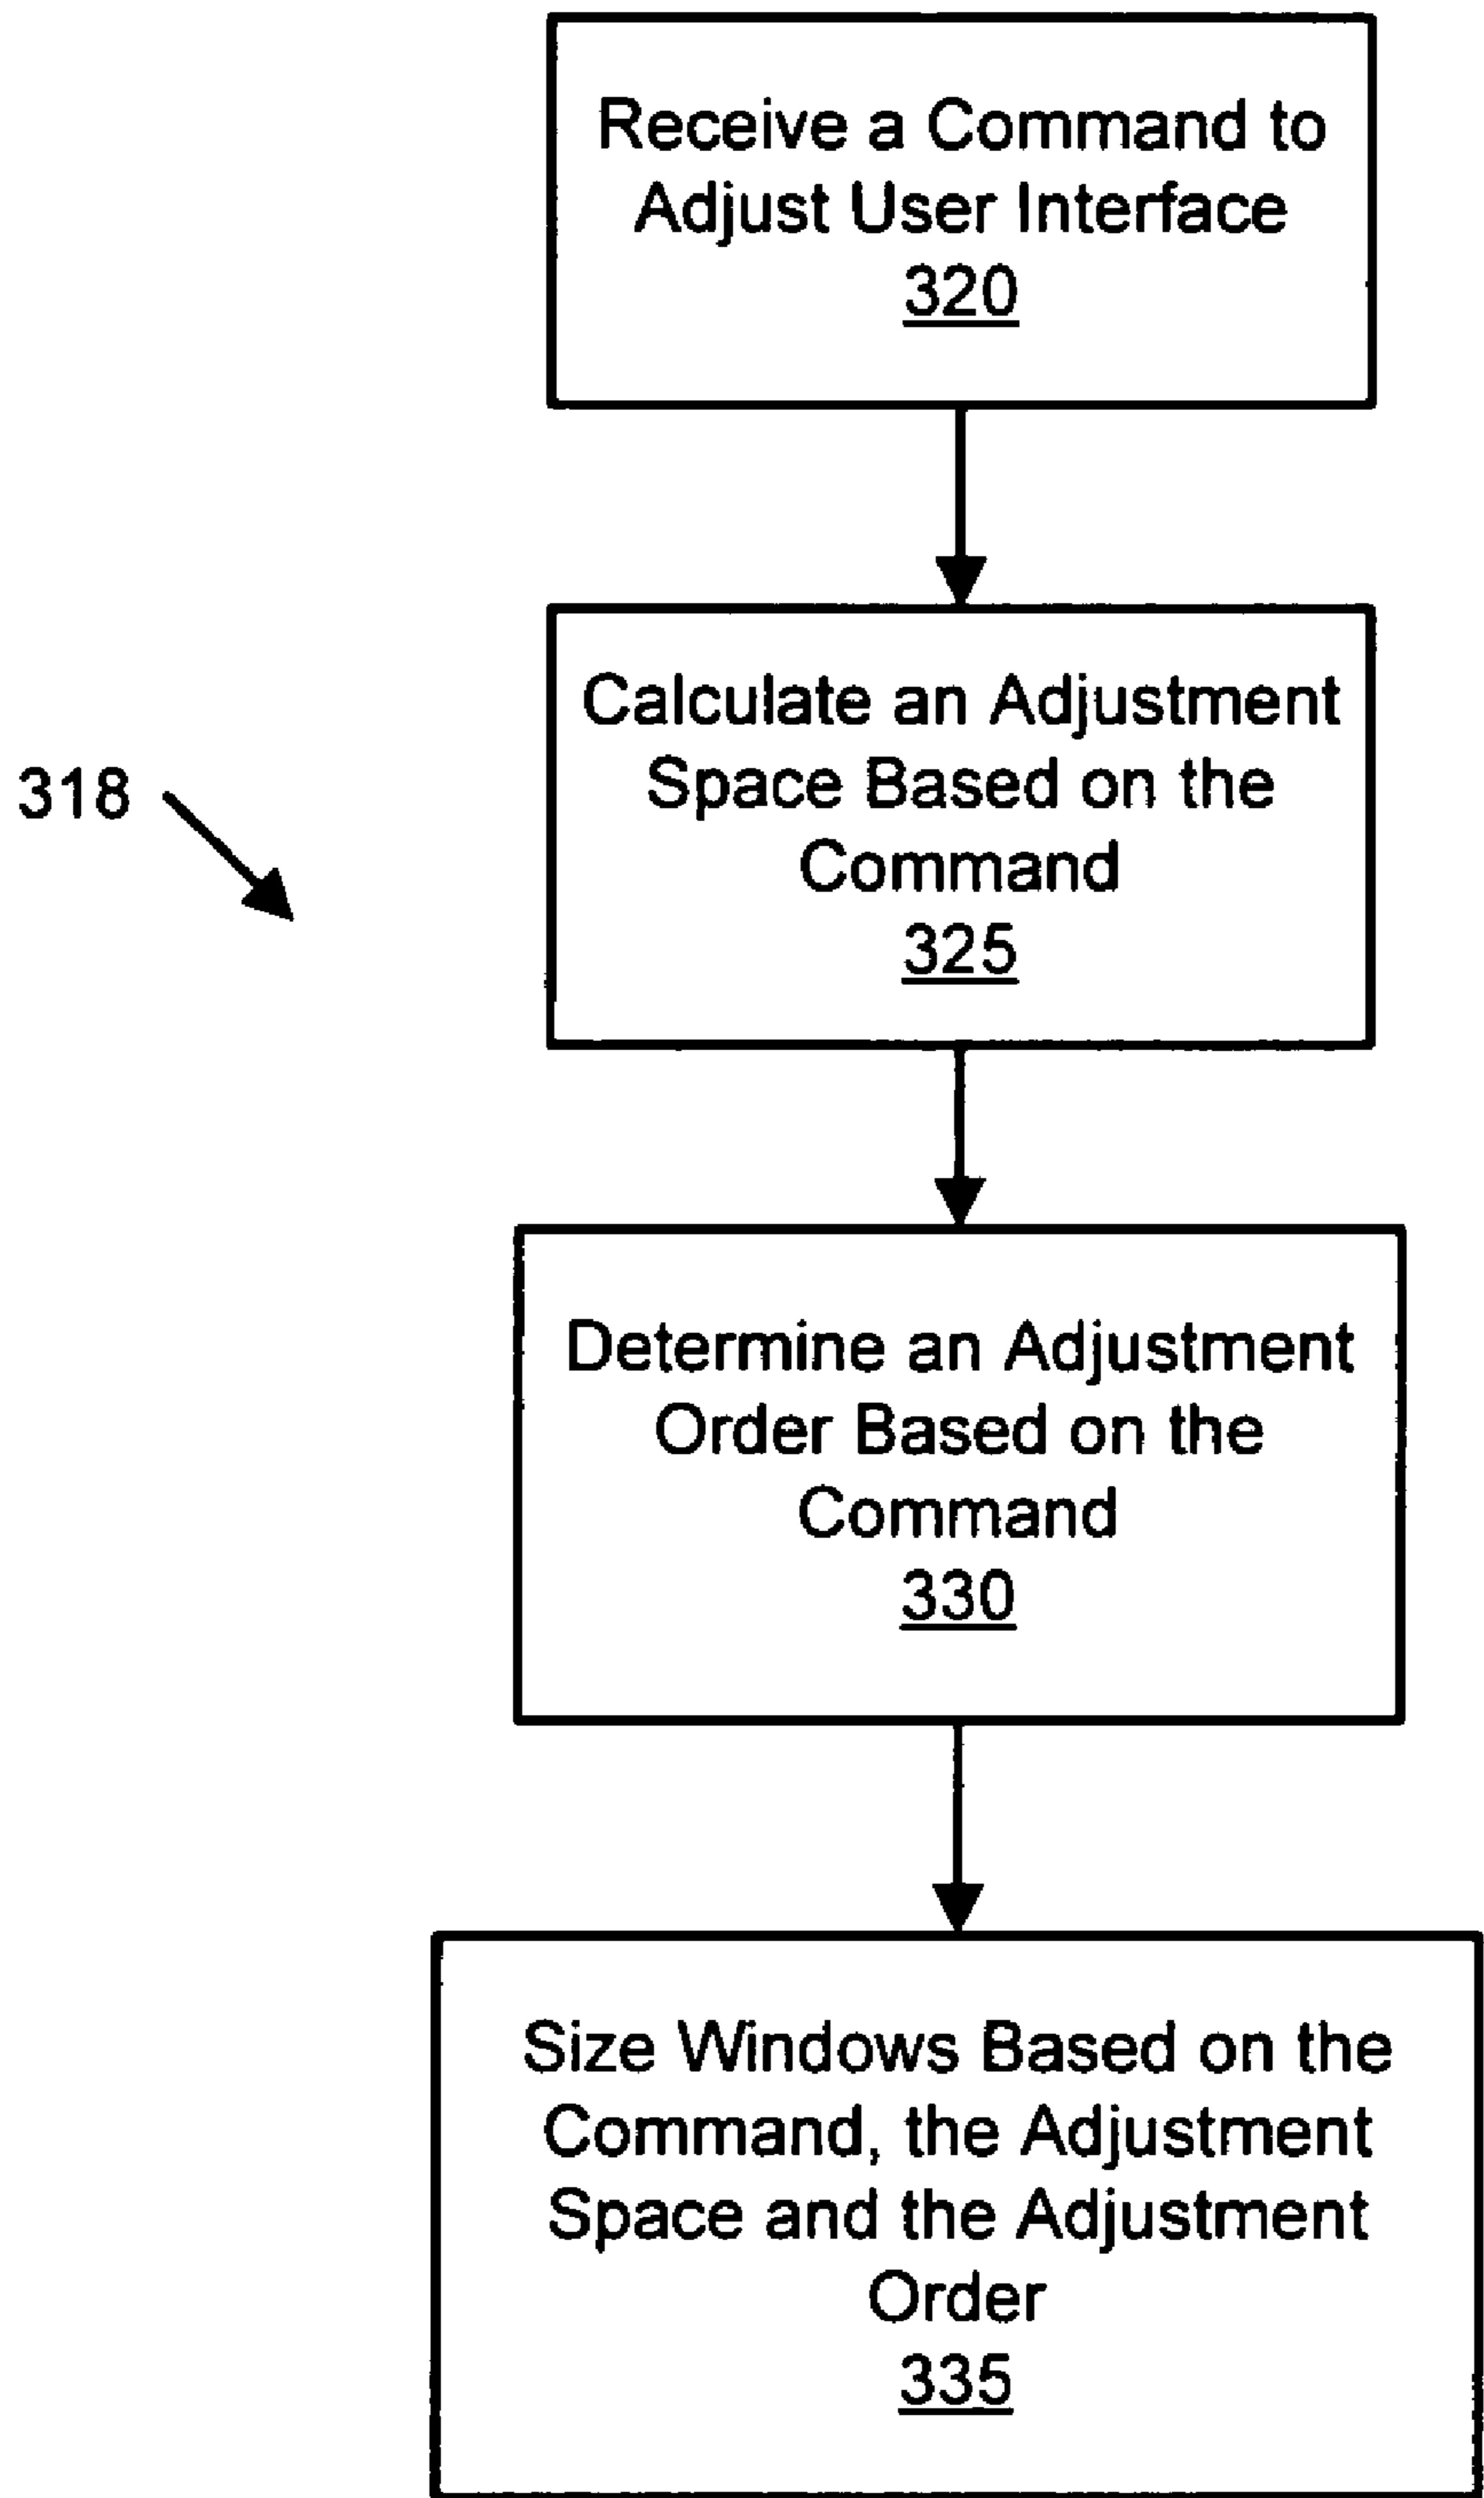 Receive a Command to
Adjust User Interface
320
Calculate an Adjustment
Space Based on the
Command
325
318
Determine an Adjustment
Order Based on the
Command
330
Size Windows Based on the
Command, the Adjustment
Space and the Adjustment
Order
335